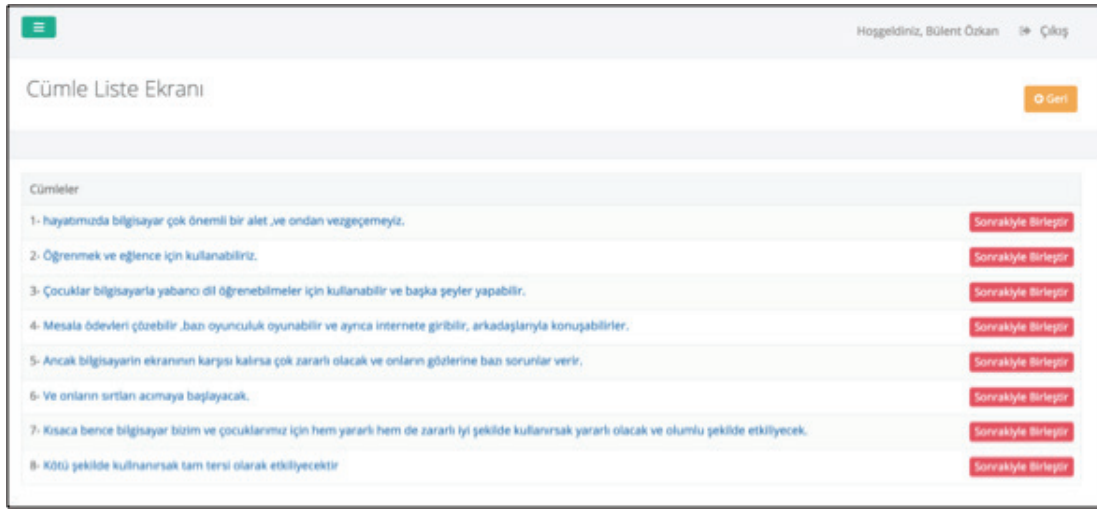 Hoşgeldiniz, Bülent Özkan Çıkış
Cümle Liste Ekranı
Geri
Cümleler
1- hayatımızda bilgisayar çok önemli bir alet ,ve ondan vezgeçemeyiz. Sonrakiyle Birleştir
2- Öğrenmek ve eğlence için kullanabiliriz. Sonrakiyle Birleştir
3- Çocuklar bilgisayarla yabancı dil öğrenebilmeler için kullanabilir ve başka şeyler yapabilir. Sonrakiyle Birleştir
4- Mesala ödevleri çözebilir ,bazı oyunculuk oyunabilir ve ayrıca internete giribilir, arkadaşlarıyla konuşabilirler. Sonrakiyle Birleştir
5- Ancak bilgisayarin ekranının karşısı kalırsa çok zararlı olacak ve onların gözlerine bazı sorunlar verir. Sonrakiyle Birleştir
6- Ve onların sırtları acımaya başlayacak. Sonrakiyle Birleştir
7- Kısaca bence bilgisayar bizim ve çocuklarımız için hem yararlı hem de zararlı iyi şekilde kullanırsak yararlı olacak ve olumlu şekilde etkiliyecek. Sonrakiyle Birleştir
8- Kötü şekilde kullnanırsak tam tersi olarak etkiliyecektir Sonrakiyle Birleştir